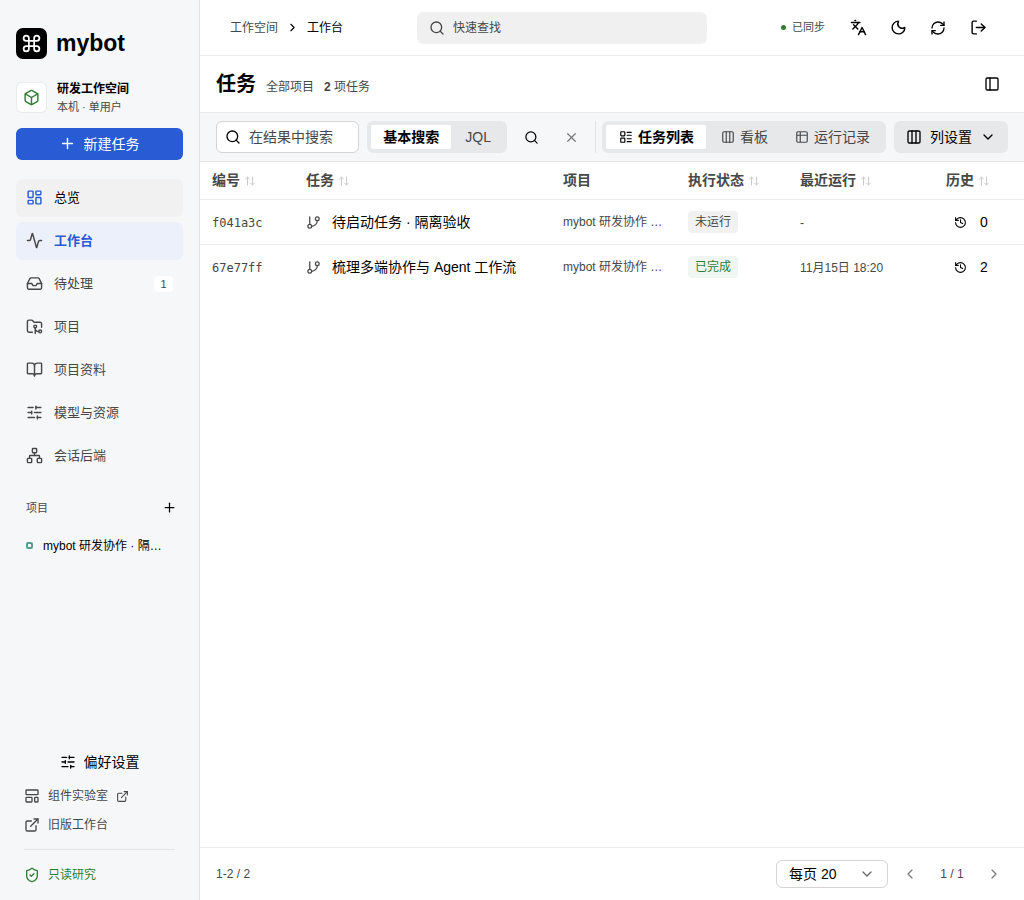 mybot
研发工作空间
本机 · 单用户
新建任务
总览
工作台
待处理 1
项目
项目资料
模型与资源
会话后端
项目
mybot 研发协作 · 隔…
偏好设置
组件实验室
旧版工作台
只读研究
工作空间 工作台
快速查找
已同步
任务 全部项目 2 项任务
在结果中搜索 基本搜索 JQL 任务列表 看板 运行记录 列设置
编号 任务 项目 执行状态 最近运行 历史
f041a3c 待启动任务 · 隔离验收 mybot 研发协作 … 未运行 - 0
67e77ff 梳理多端协作与 Agent 工作流 mybot 研发协作 … 已完成 11月15日 18:20 2
1-2 / 2 每页 20 1 / 1